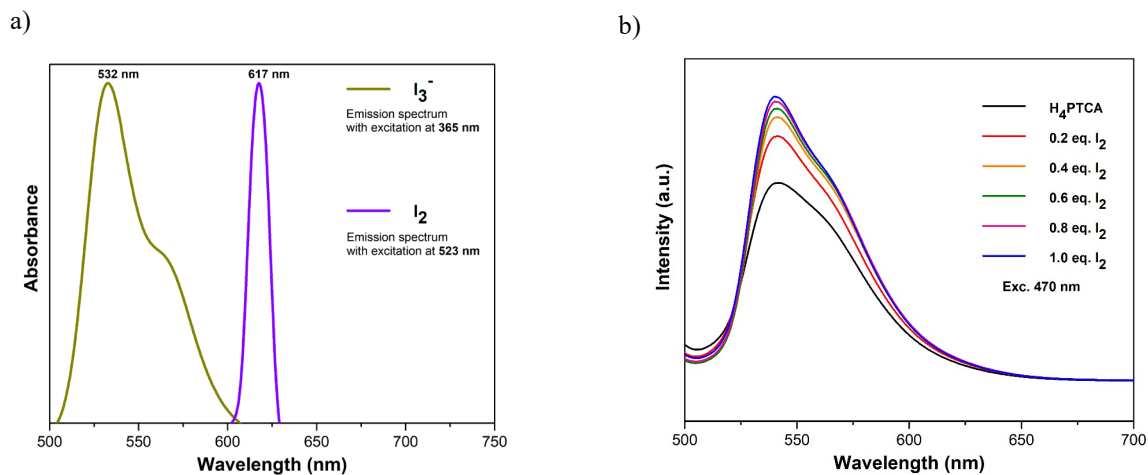 a)
532 nm
617 nm
I3-
Emission spectrum
with excitation at 365 nm
I2
Emission spectrum
with excitation at 523 nm
Absorbance
500 550 600 650 700 750
Wavelength (nm)
b)
H4PTCA
0.2 eq. I2
0.4 eq. I2
0.6 eq. I2
0.8 eq. I2
1.0 eq. I2
Exc. 470 nm
Intensity (a.u.)
500 550 600 650 700
Wavelength (nm)